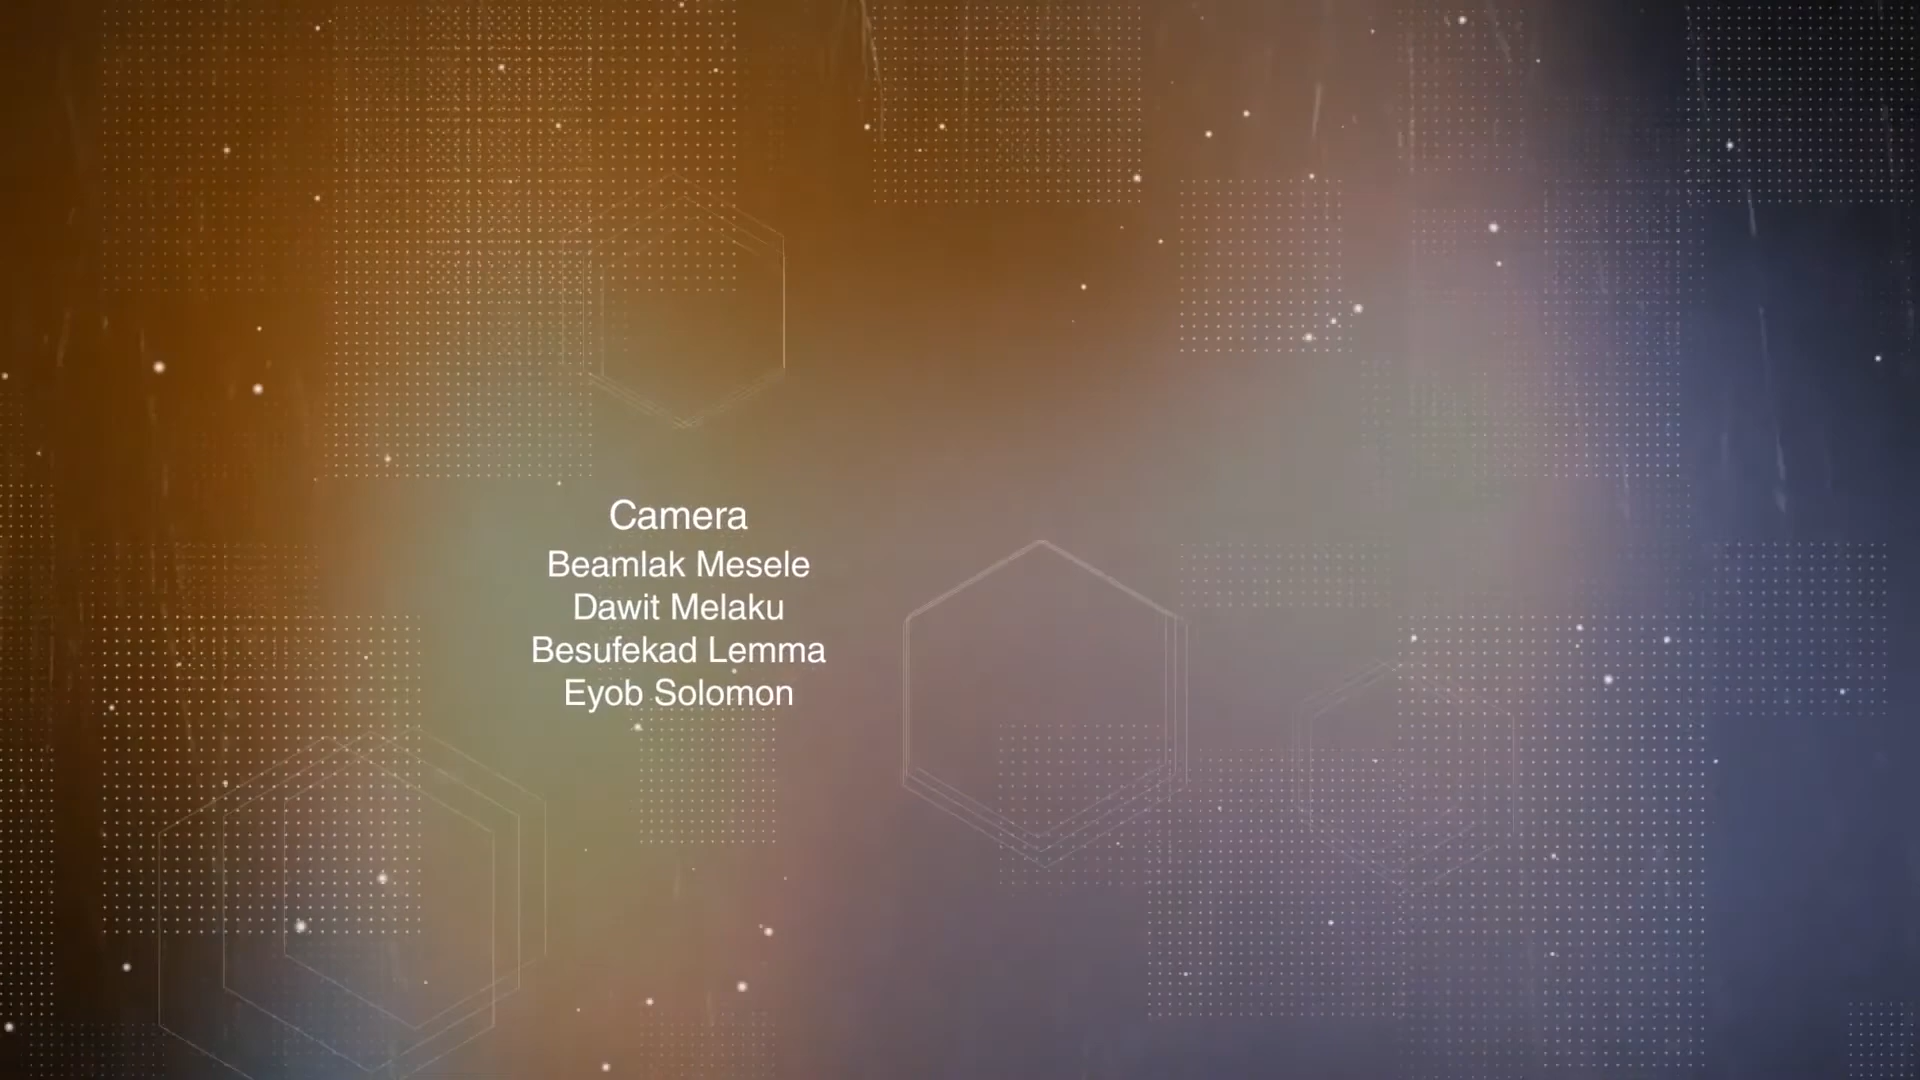 Camera
Beamlak Mesele
Dawit Melaku
Besufekad Lemma
Eyob Solomon